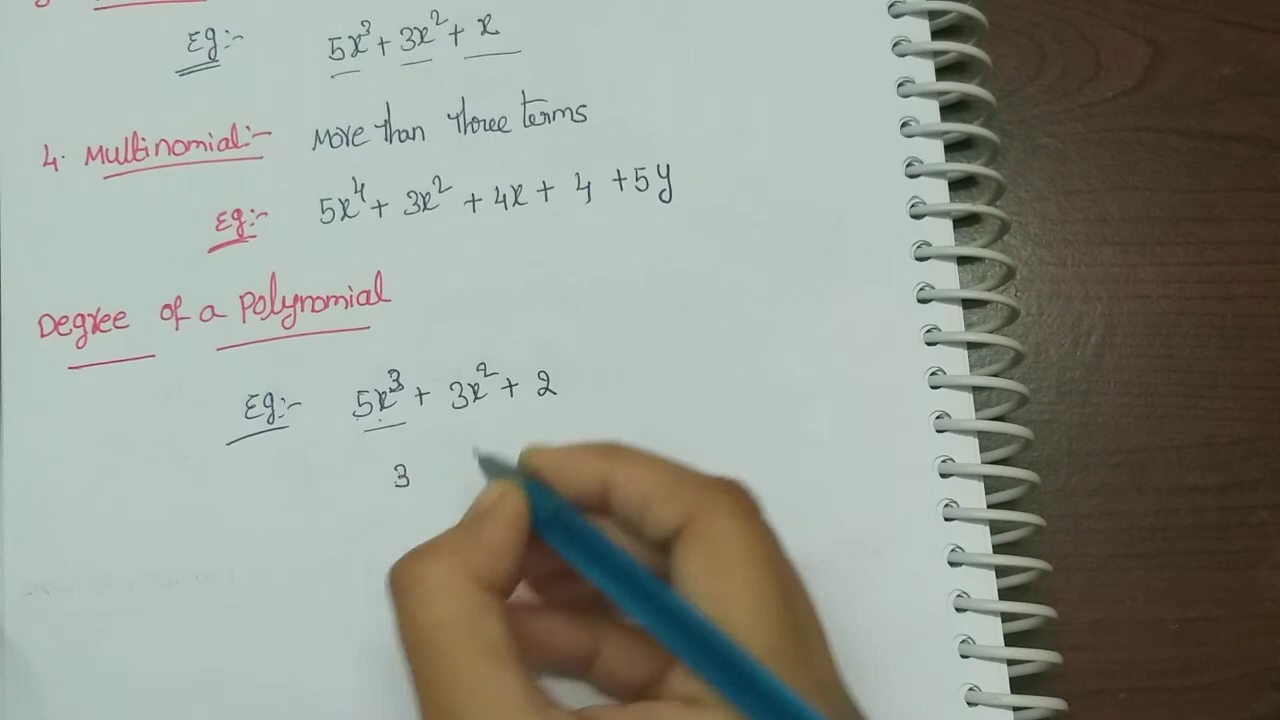 Eg:- 5x³ + 3x² + x
4. Multinomial:- More than Three terms
Eg:- 5x⁴ + 3x² + 4x + 4 + 5y
Degree of a Polynomial
Eg:- 5x³ + 3x² + 2
3